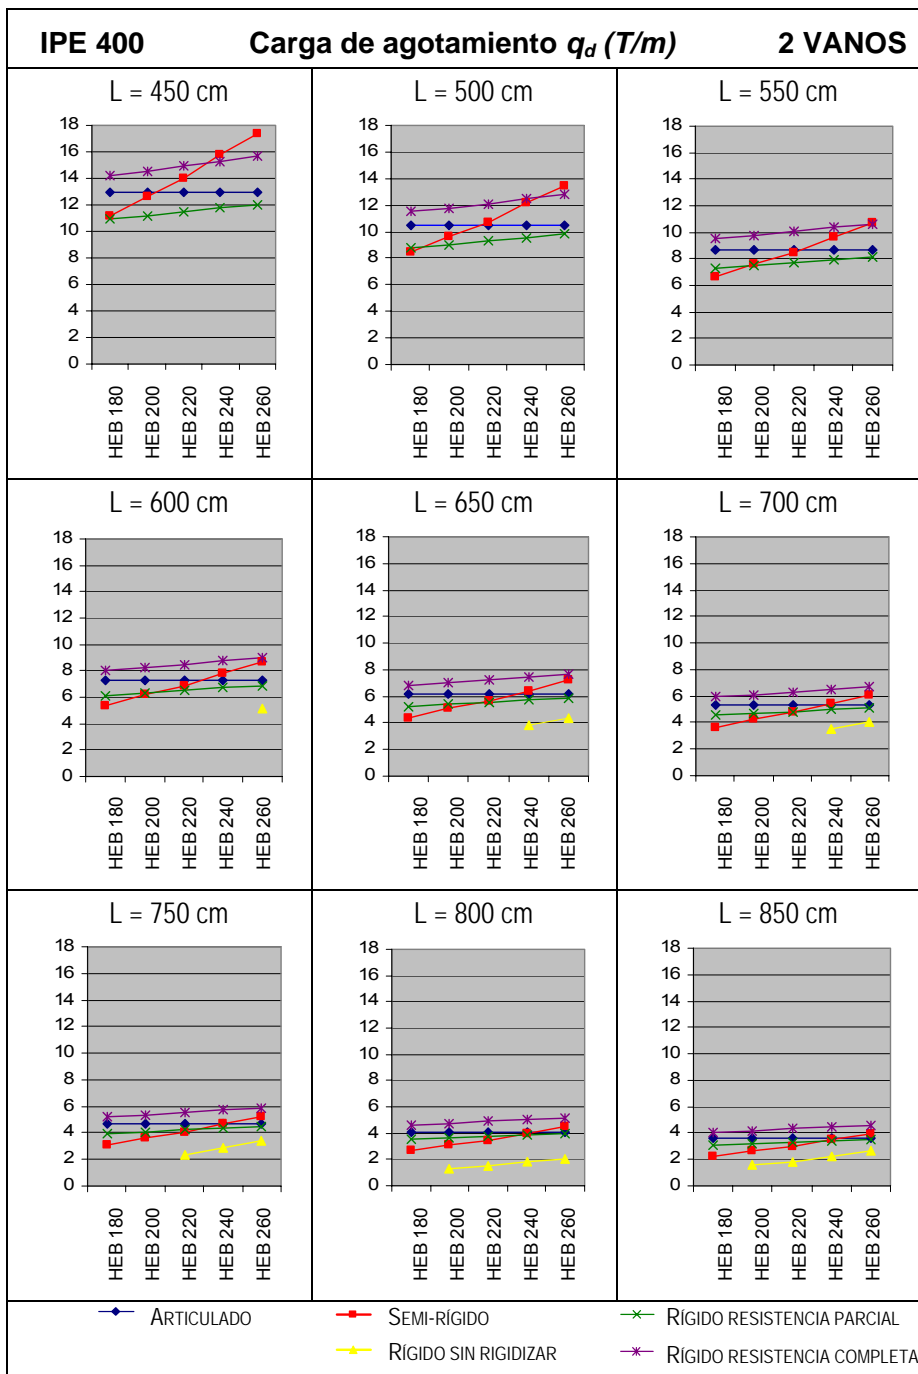 IPE 400 Carga de agotamiento qd (T/m) 2 VANOS
L = 450 cm
18
16
14
12
10
8
6
4
2
0
HEB 180
HEB 200
HEB 220
HEB 240
HEB 260
L = 500 cm
18
16
14
12
10
8
6
4
2
0
HEB 180
HEB 200
HEB 220
HEB 240
HEB 260
L = 550 cm
18
16
14
12
10
8
6
4
2
0
HEB 180
HEB 200
HEB 220
HEB 240
HEB 260
L = 600 cm
18
16
14
12
10
8
6
4
2
0
HEB 180
HEB 200
HEB 220
HEB 240
HEB 260
L = 650 cm
18
16
14
12
10
8
6
4
2
0
HEB 180
HEB 200
HEB 220
HEB 240
HEB 260
L = 700 cm
18
16
14
12
10
8
6
4
2
0
HEB 180
HEB 200
HEB 220
HEB 240
HEB 260
L = 750 cm
18
16
14
12
10
8
6
4
2
0
HEB 180
HEB 200
HEB 220
HEB 240
HEB 260
L = 800 cm
18
16
14
12
10
8
6
4
2
0
HEB 180
HEB 200
HEB 220
HEB 240
HEB 260
L = 850 cm
18
16
14
12
10
8
6
4
2
0
HEB 180
HEB 200
HEB 220
HEB 240
HEB 260
ARTICULADO
SEMI-RÍGIDO
RÍGIDO RESISTENCIA PARCIAL
RÍGIDO SIN RIGIDIZAR
RÍGIDO RESISTENCIA COMPLETA